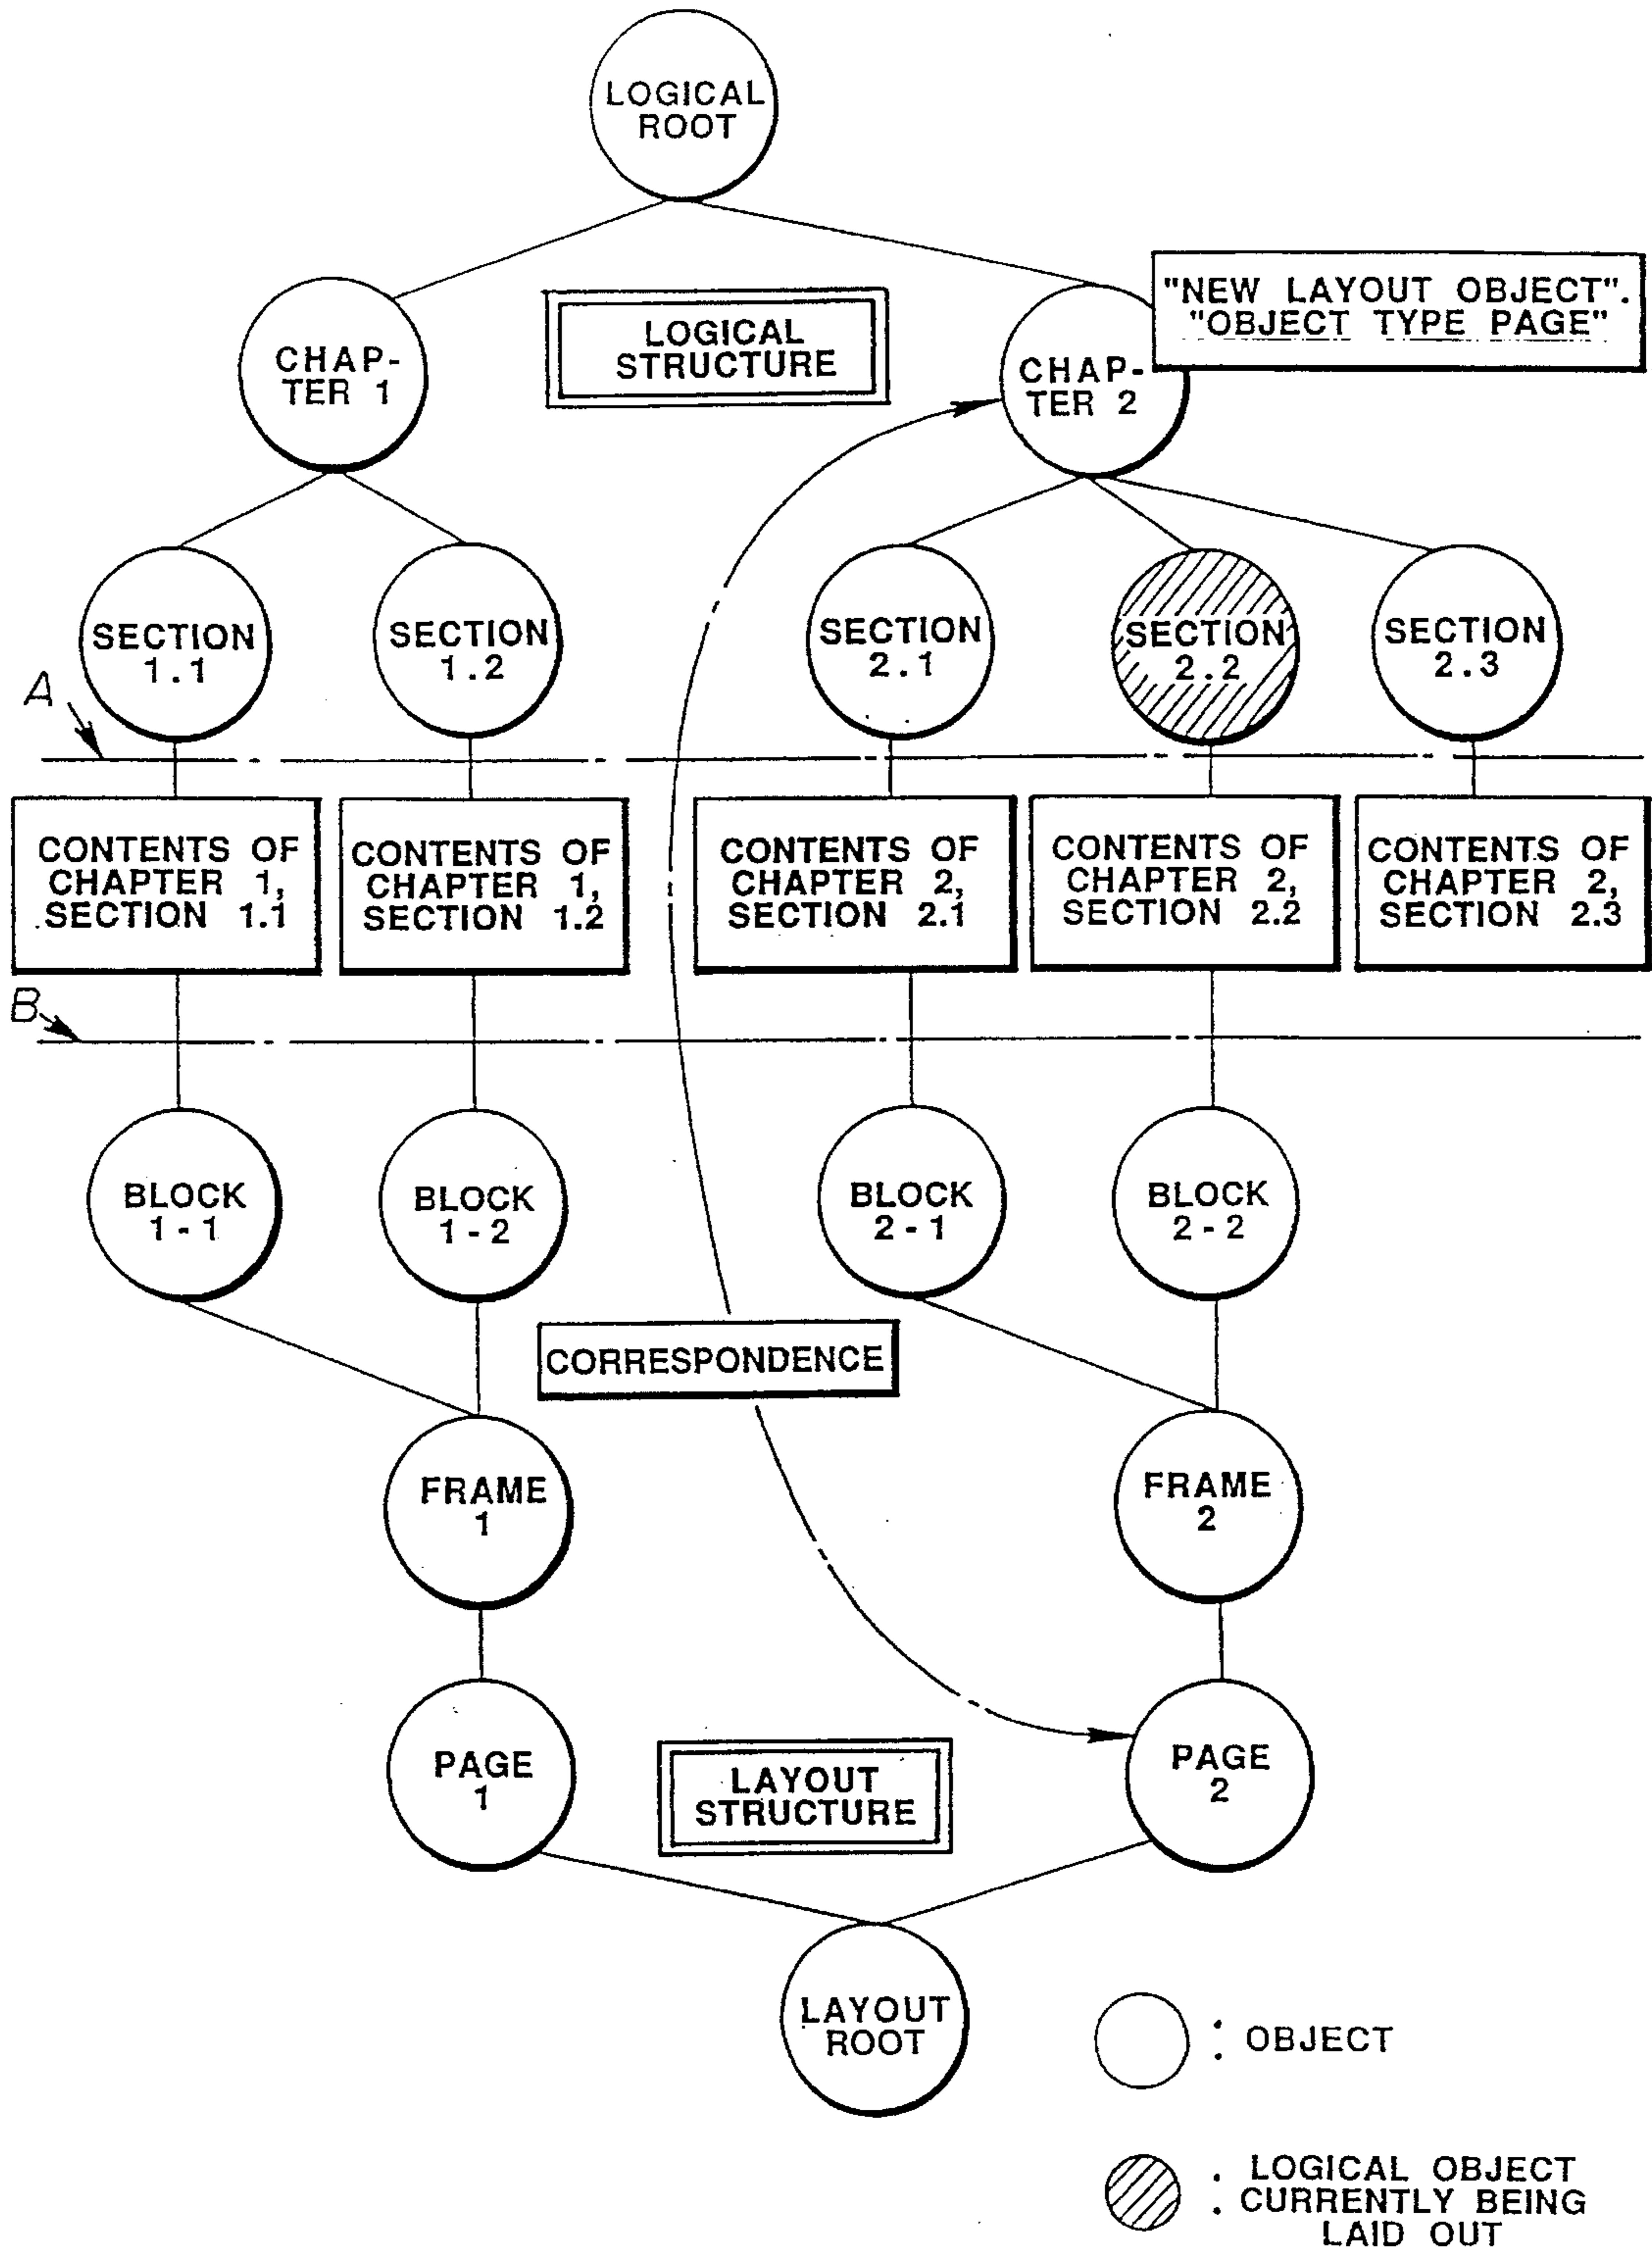 LOGICAL
ROOT
"NEW LAYOUT OBJECT".
"OBJECT TYPE PAGE"
LOGICAL
STRUCTURE
CHAP-
TER 1
CHAP-
TER 2
SECTION
1.1
SECTION
1.2
SECTION
2.1
SECTION
2.2
SECTION
2.3
A
CONTENTS OF
CHAPTER 1,
SECTION 1.1
CONTENTS OF
CHAPTER 1,
SECTION 1.2
CONTENTS OF
CHAPTER 2,
SECTION 2.1
CONTENTS OF
CHAPTER 2,
SECTION 2.2
CONTENTS OF
CHAPTER 2,
SECTION 2.3
B
BLOCK
1-1
BLOCK
1-2
BLOCK
2-1
BLOCK
2-2
CORRESPONDENCE
FRAME
1
FRAME
2
PAGE
1
LAYOUT
STRUCTURE
PAGE
2
LAYOUT
ROOT
: OBJECT
: LOGICAL OBJECT
CURRENTLY BEING
LAID OUT